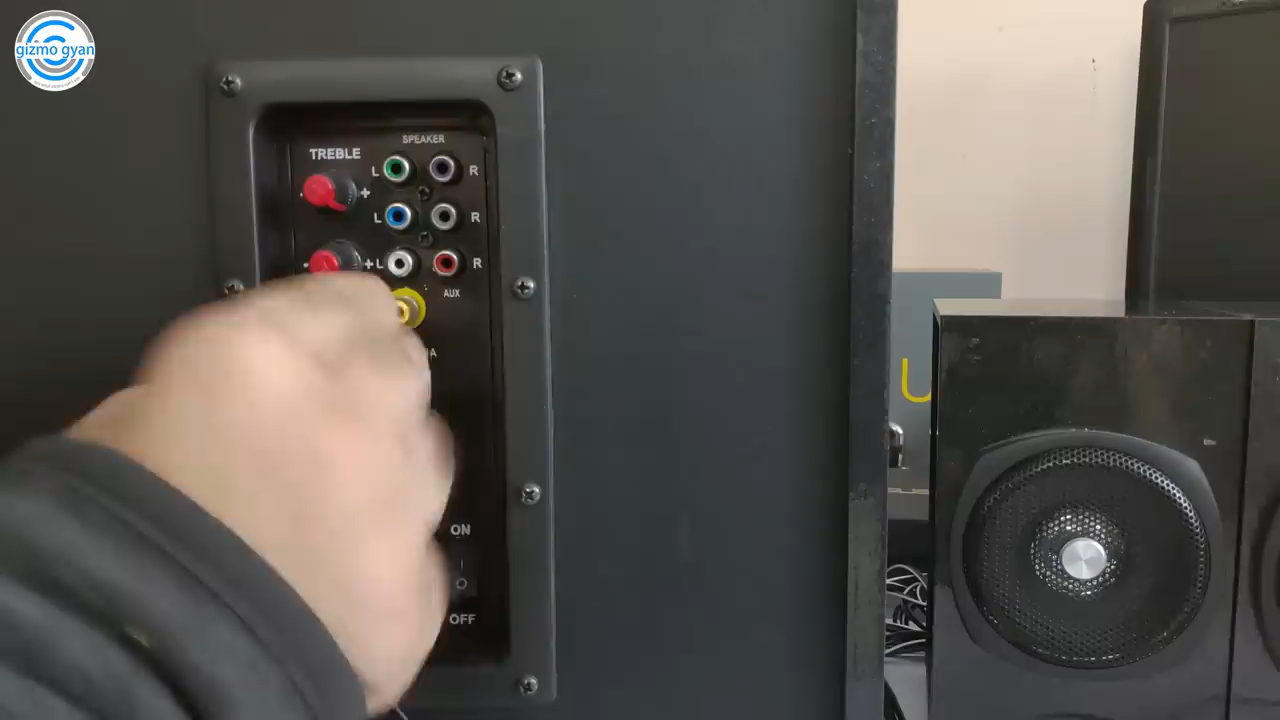 gizmo gyan
SPEAKER
TREBLE
L R
- +
L R
- + L R
AUX
ON
OFF